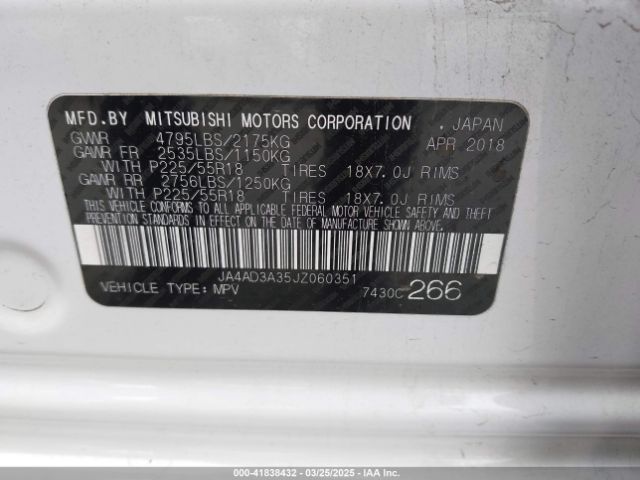 MFD.BY MITSUBISHI MOTORS CORPORATION . JAPAN
GVWR 4795LBS/2175KG APR 2018
GAWR FR 2535LBS/1150KG
WITH P225/55R18 TIRES 18X7.0J RIMS
GAWR RR 2756LBS/1250KG
WITH P225/55R18 TIRES 18X7.0J RIMS
THIS VEHICLE CONFORMS TO ALL APPLICABLE FEDERAL MOTOR VEHICLE SAFETY AND THEFT
PREVENTION STANDARDS IN EFFECT ON THE DATE OF MANUFACTURE SHOWN ABOVE.
JA4AD3A35JZ060351
VEHICLE TYPE: MPV 7430C 266
000-41838432 - 03/25/2025 - IAAI.COM